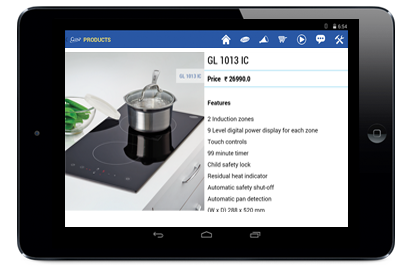 6:54
PRODUCTS
GL 1013 IC
GL 1013 IC
Price ₹ 26990.0
Features
2 Induction zones
9 Level digital power display for each zone
Touch controls
99 minute timer
Child safety lock
Residual heat indicator
Automatic safety shut-off
Automatic pan detection
(W x D) 288 x 520 mm